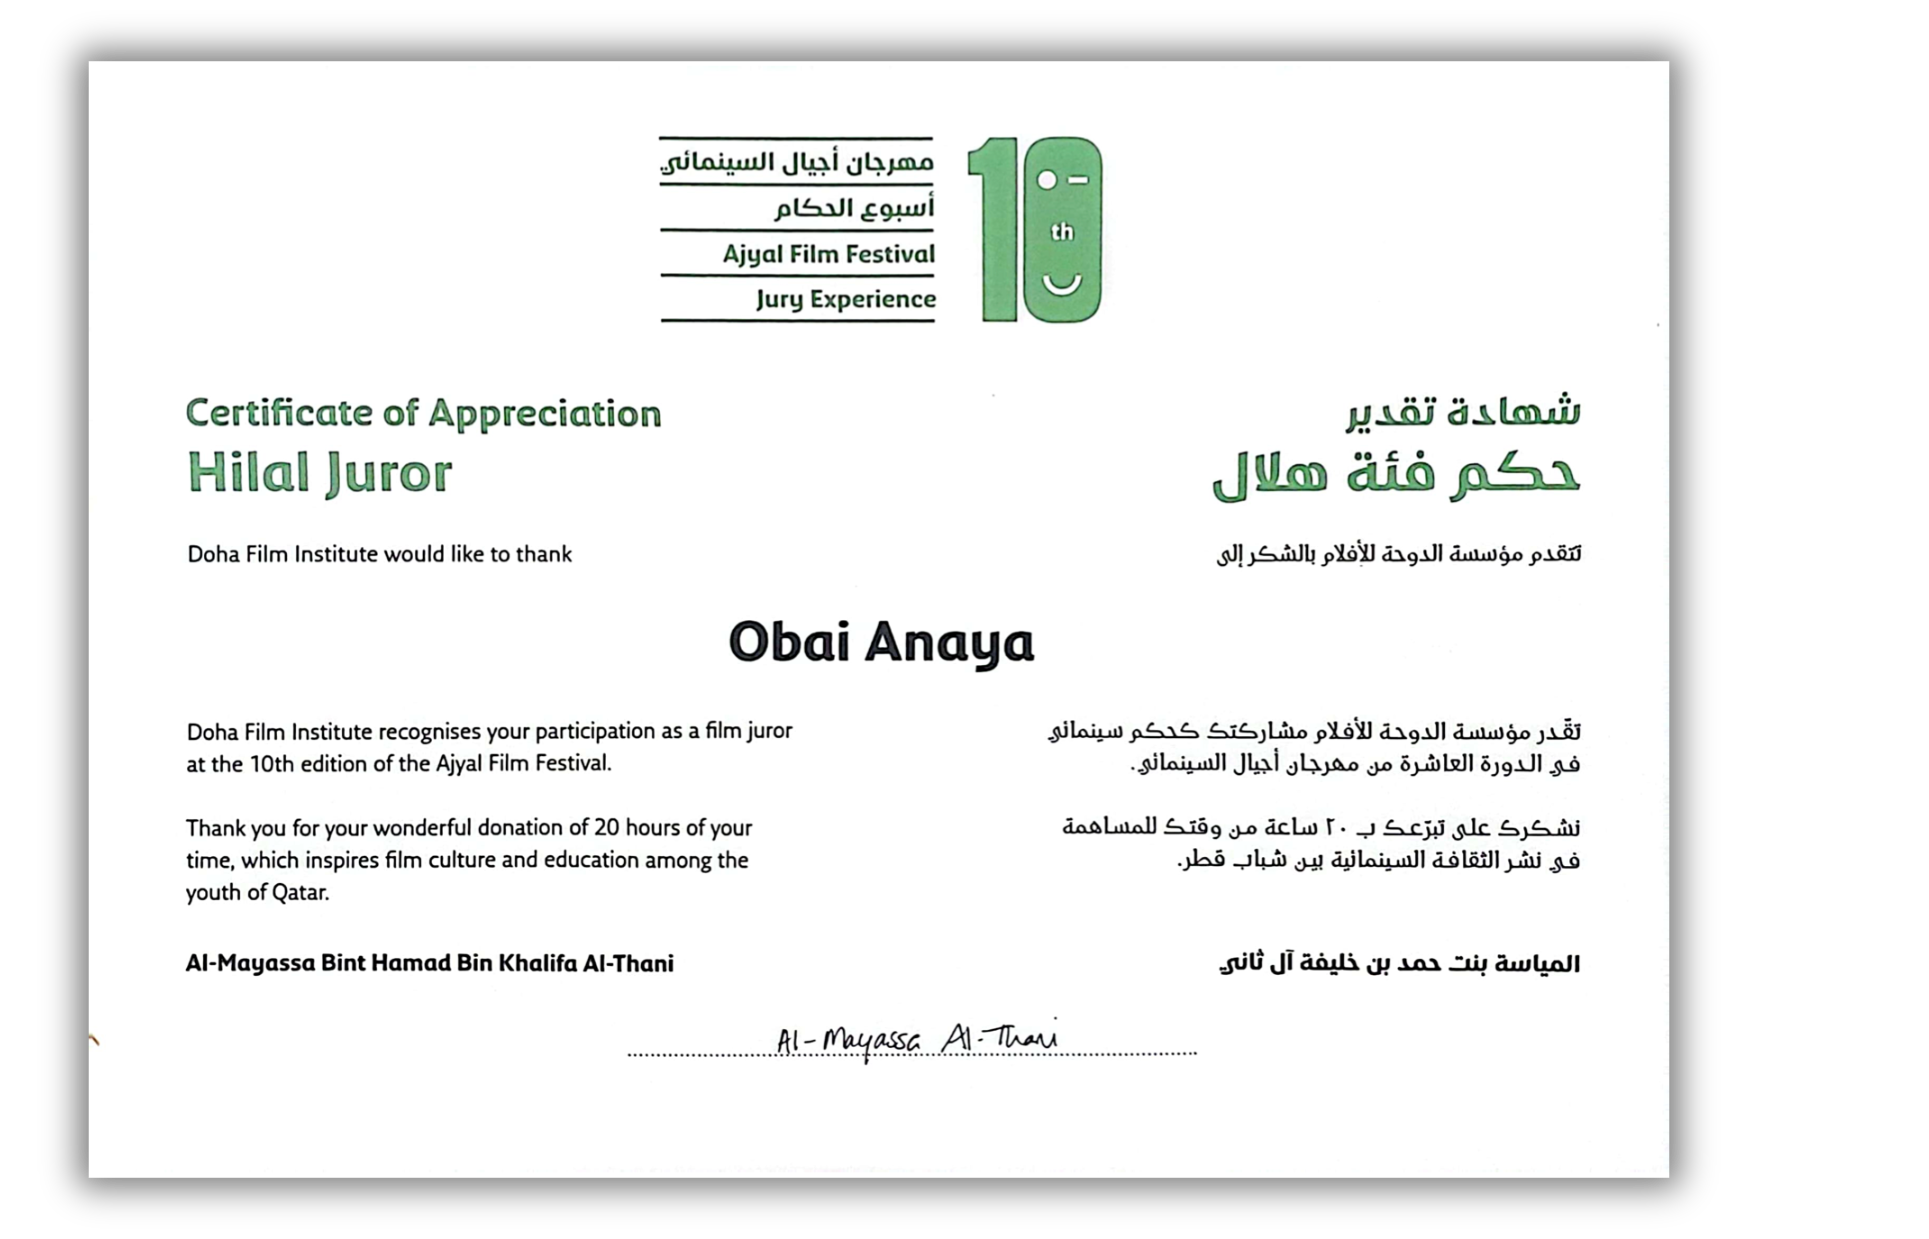 مهرجان أجيال السينمائي
أسبوع الحكام
Ajyal Film Festival
Jury Experience
10th
Certificate of Appreciation
Hilal Juror
شهادة تقدير
حكم فئة هلال
Doha Film Institute would like to thank
تتقدم مؤسسة الدوحة للأفلام بالشكر إلى
Obai Anaya
Doha Film Institute recognises your participation as a film juror
at the 10th edition of the Ajyal Film Festival.
تقّدر مؤسسة الدوحة للأفلام مشاركتك كحكم سينمائي
في الدورة العاشرة من مهرجان أجيال السينمائي.
Thank you for your wonderful donation of 20 hours of your
time, which inspires film culture and education among the
youth of Qatar.
نشكرك على تبرّعك ب ٢٠ ساعة من وقتك للمساهمة
في نشر الثقافة السينمائية بين شباب قطر.
Al-Mayassa Bint Hamad Bin Khalifa Al-Thani
المياسة بنت حمد بن خليفة آل ثاني
Al-Mayassa Al-Thani